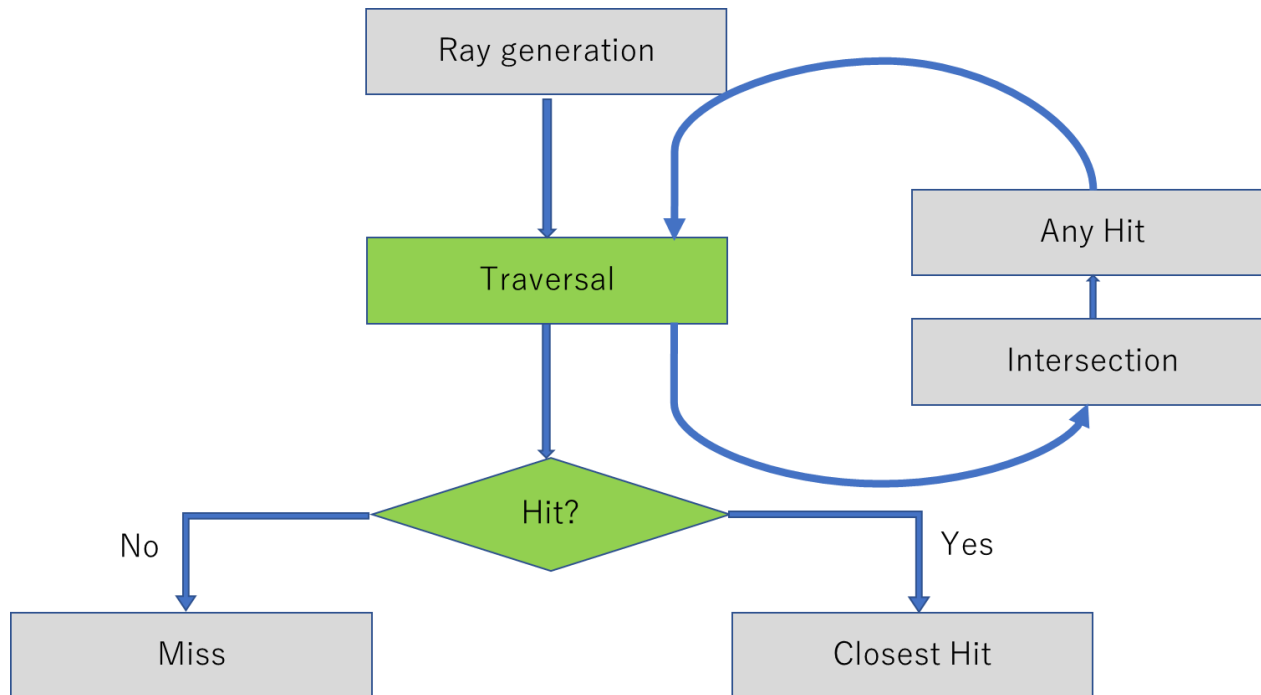 Ray generation
Any Hit
Traversal
Intersection
Hit?
No
Yes
Miss
Closest Hit